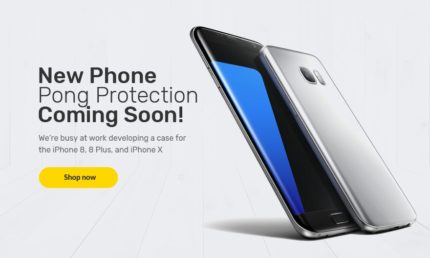 New Phone
Pong Protection
Coming Soon!
We're busy at work developing a case for
the iPhone 8, 8 Plus, and iPhone X
Shop now